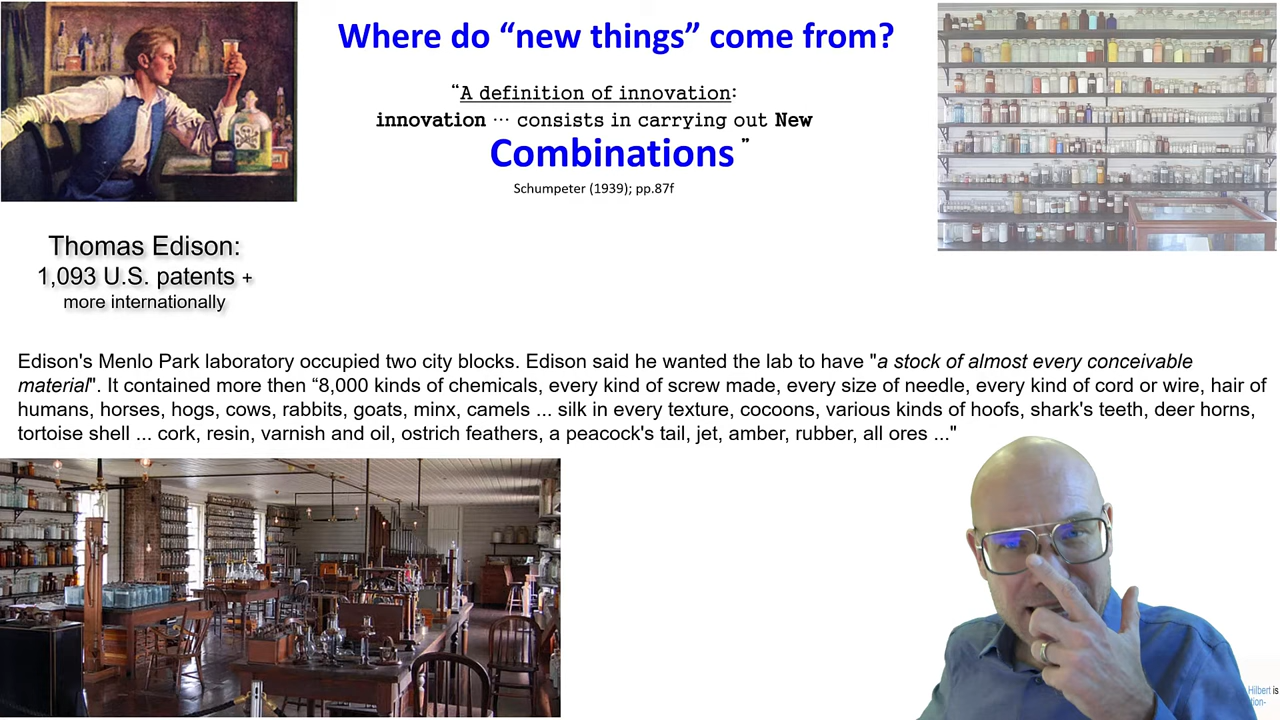 Where do “new things” come from?
“A definition of innovation:
innovation ··· consists in carrying out New
Combinations ”
Schumpeter (1939); pp.87f
Thomas Edison:
1,093 U.S. patents +
more internationally
Edison's Menlo Park laboratory occupied two city blocks. Edison said he wanted the lab to have "a stock of almost every conceivable
material". It contained more then “8,000 kinds of chemicals, every kind of screw made, every size of needle, every kind of cord or wire, hair of
humans, horses, hogs, cows, rabbits, goats, minx, camels ... silk in every texture, cocoons, various kinds of hoofs, shark's teeth, deer horns,
tortoise shell ... cork, resin, varnish and oil, ostrich feathers, a peacock's tail, jet, amber, rubber, all ores ..."
Hilbert is